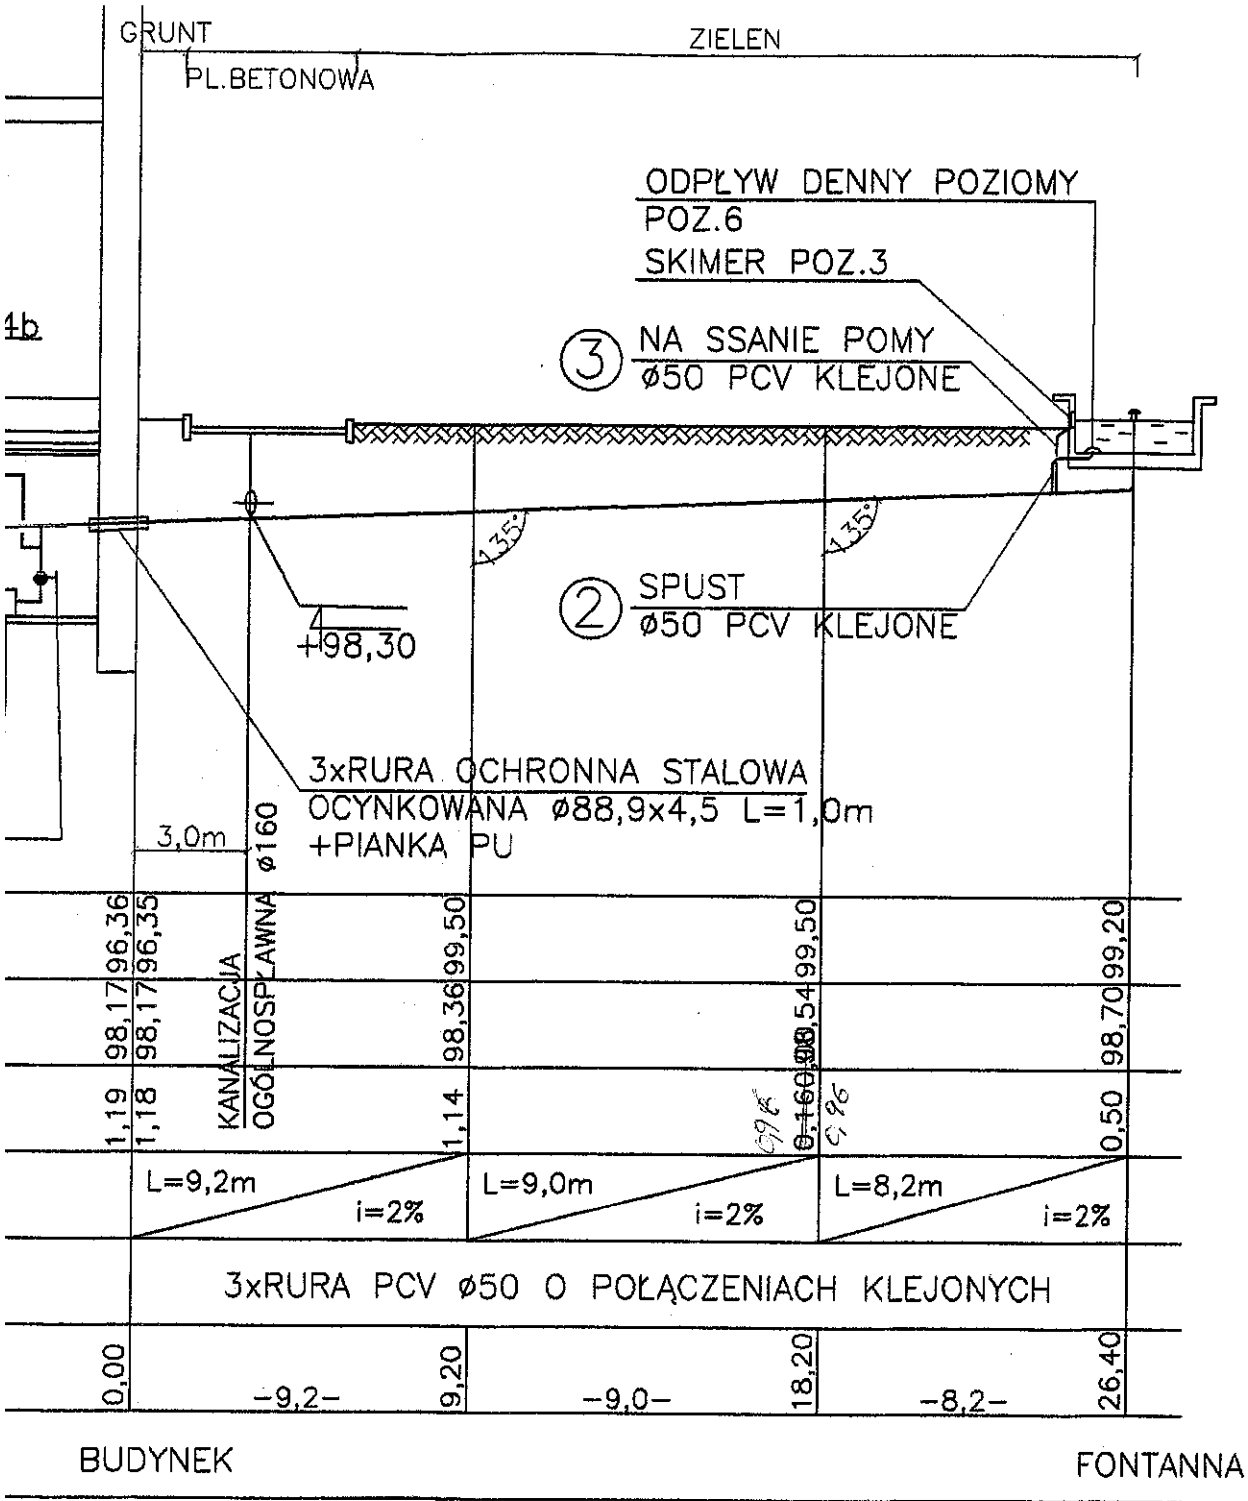 GRUNT
ZIELEN
PL.BETONOWA
ODPŁYW DENNY POZIOMY
POZ.6
SKIMER POZ.3
4b
3
NA SSANIE POMY
ø50 PCV KLEJONE
135°
135°
2
SPUST
ø50 PCV KLEJONE
+98,30
3xRURA OCHRONNA STALOWA
OCYNKOWANA ø88,9x4,5 L=1,0m
+PIANKA PU
3,0m
KANALIZACJA
OGÓLNOSPŁAWNA ø160
96,36
96,35
99,50
99,50
99,20
98,17
98,17
98,36
98,54
98,70
1,19
1,18
1,14
0,96
0,50
L=9,2m
i=2%
L=9,0m
i=2%
L=8,2m
i=2%
3xRURA PCV ø50 O POŁĄCZENIACH KLEJONYCH
0,00
-9,2-
9,20
-9,0-
18,20
-8,2-
26,40
BUDYNEK
FONTANNA